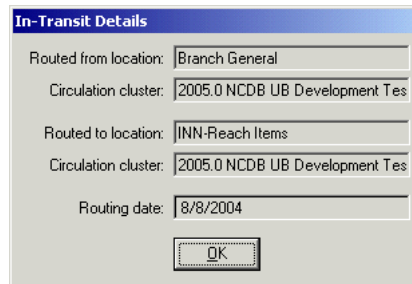 In-Transit Details
Routed from location: Branch General
Circulation cluster: 2005.0 NCDB UB Development Tes
Routed to location: INN-Reach Items
Circulation cluster: 2005.0 NCDB UB Development Tes
Routing date: 8/8/2004
OK